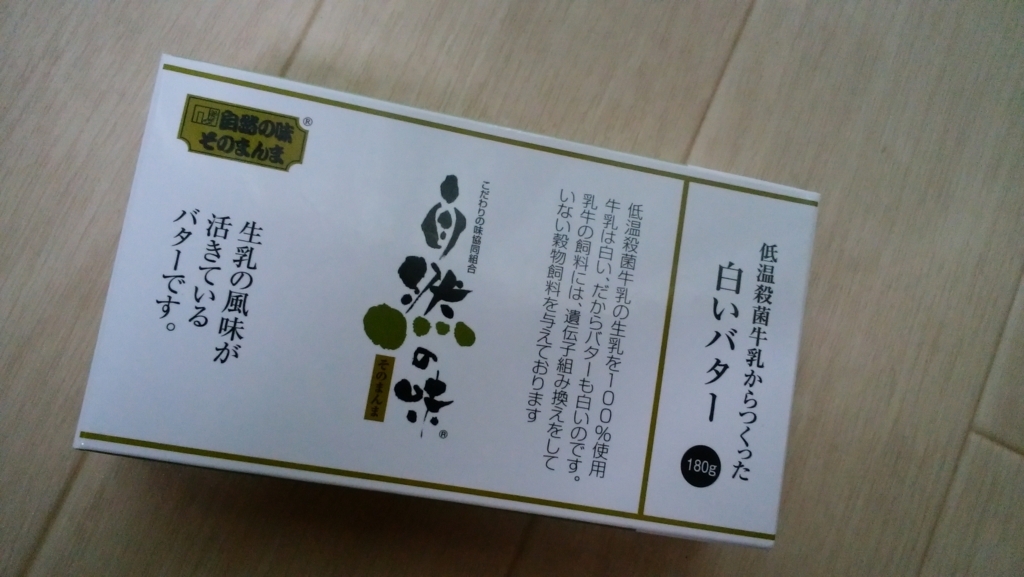 低温殺菌牛乳からつくった
白いバター
180g
低温殺菌牛乳の生乳を100%使用
牛乳は白い、だからバターも白いのです。
乳牛の飼料には、遺伝子組み換えをして
いない穀物飼料を与えております
こだわりの味協同組合
自然の味
そのまんま
®
自然の味
そのまんま
®
生乳の風味が
活きている
バターです。